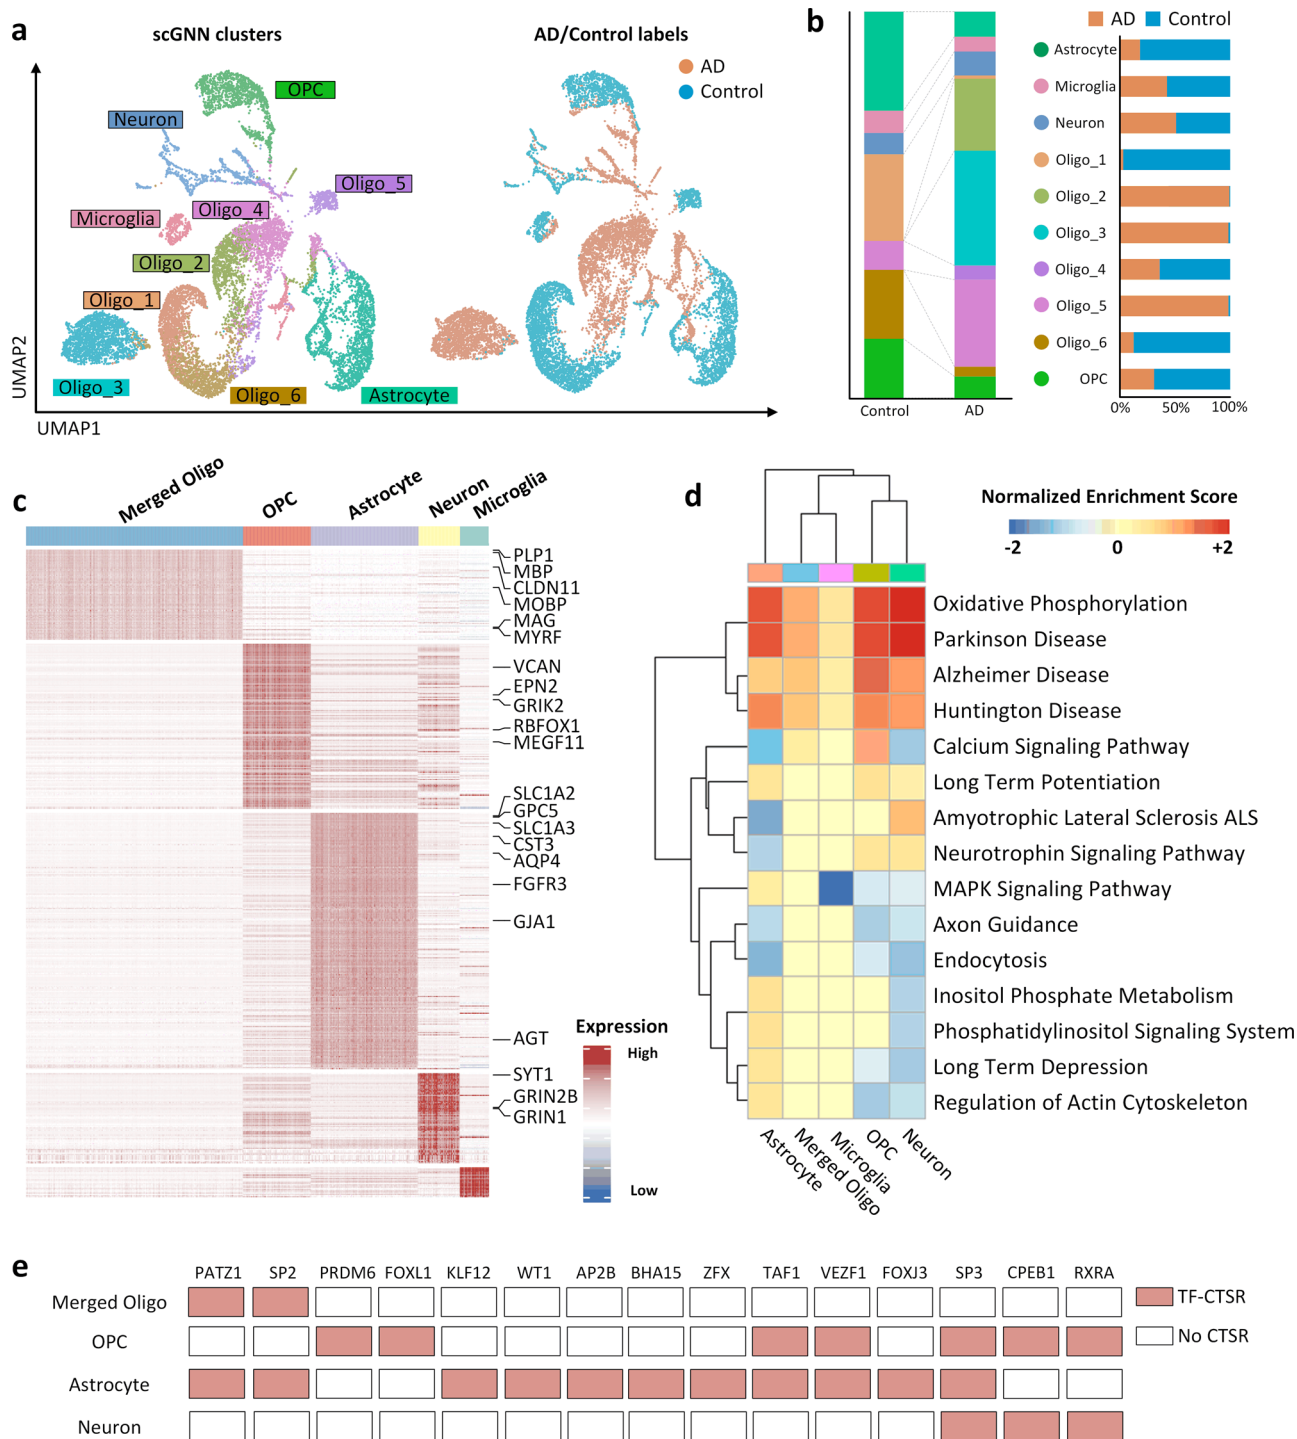 a
scGNN clusters
AD/Control labels
AD
Control
OPC
Neuron
Oligo_5
Oligo_4
Microglia
Oligo_2
Oligo_1
Oligo_3
Oligo_6
Astrocyte
UMAP2
UMAP1
b
AD
Control
Astrocyte
Microglia
Neuron
Oligo_1
Oligo_2
Oligo_3
Oligo_4
Oligo_5
Oligo_6
OPC
Control
AD
0%
50%
100%
c
Merged Oligo
OPC
Astrocyte
Neuron
Microglia
PLP1
MBP
CLDN11
MOBP
MAG
MYRF
VCAN
EPN2
GRIK2
RBFOX1
MEGF11
SLC1A2
GPC5
SLC1A3
CST3
AQP4
FGFR3
GJA1
AGT
SYT1
GRIN2B
GRIN1
Expression
High
Low
d
Normalized Enrichment Score
-2
0
+2
Oxidative Phosphorylation
Parkinson Disease
Alzheimer Disease
Huntington Disease
Calcium Signaling Pathway
Long Term Potentiation
Amyotrophic Lateral Sclerosis ALS
Neurotrophin Signaling Pathway
MAPK Signaling Pathway
Axon Guidance
Endocytosis
Inositol Phosphate Metabolism
Phosphatidylinositol Signaling System
Long Term Depression
Regulation of Actin Cytoskeleton
Astrocyte
Merged Oligo
Microglia
OPC
Neuron
e
PATZ1 SP2 PRDM6 FOXL1 KLF12 WT1 AP2B BHA15 ZFX TAF1 VEZF1 FOXJ3 SP3 CPEB1 RXRA
Merged Oligo
OPC
Astrocyte
Neuron
TF-CTSR
No CTSR